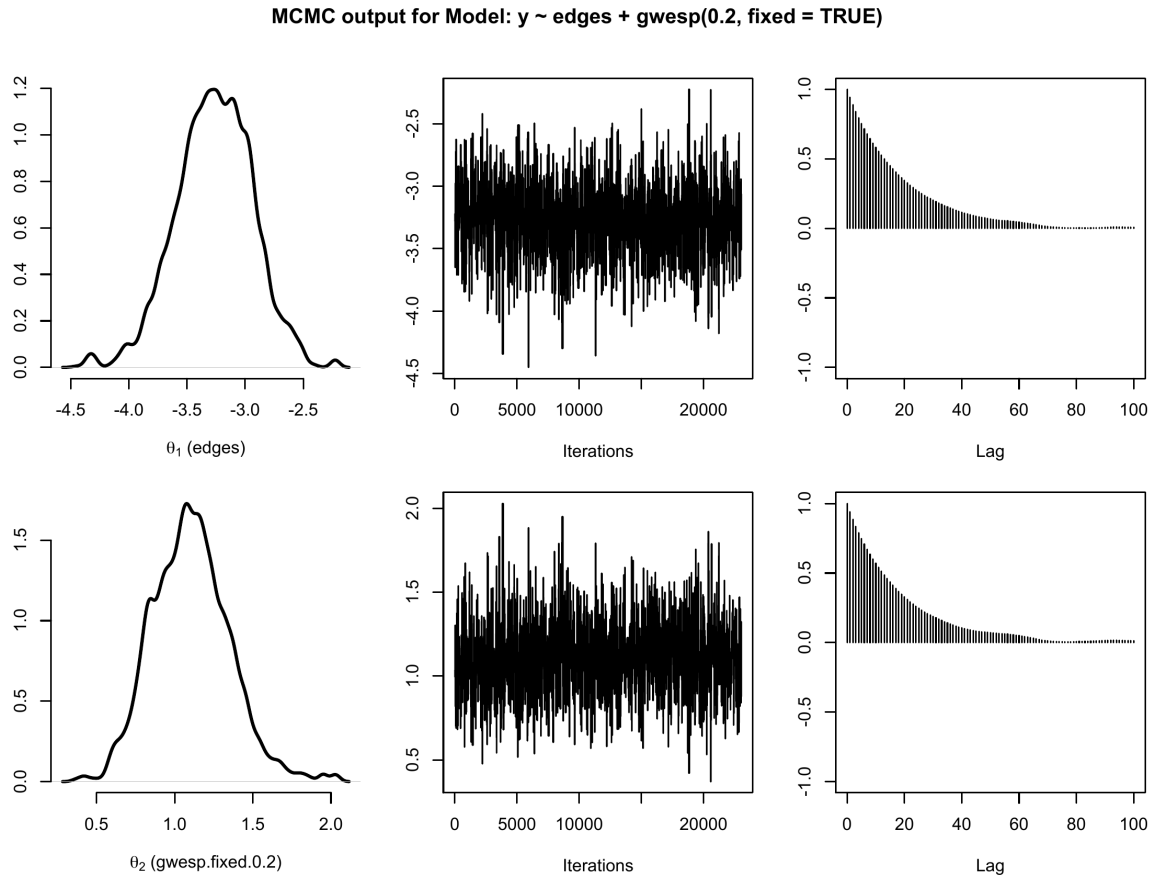 MCMC output for Model: y ~ edges + gwesp(0.2, fixed = TRUE)
0.0 0.2 0.4 0.6 0.8 1.0 1.2
-4.5 -4.0 -3.5 -3.0 -2.5
θ1 (edges)
-4.5 -4.0 -3.5 -3.0 -2.5
0 5000 10000 20000
Iterations
-1.0 -0.5 0.0 0.5 1.0
0 20 40 60 80 100
Lag
0.0 0.5 1.0 1.5
0.5 1.0 1.5 2.0
θ2 (gwesp.fixed.0.2)
0.5 1.0 1.5 2.0
0 5000 10000 20000
Iterations
-1.0 -0.5 0.0 0.5 1.0
0 20 40 60 80 100
Lag